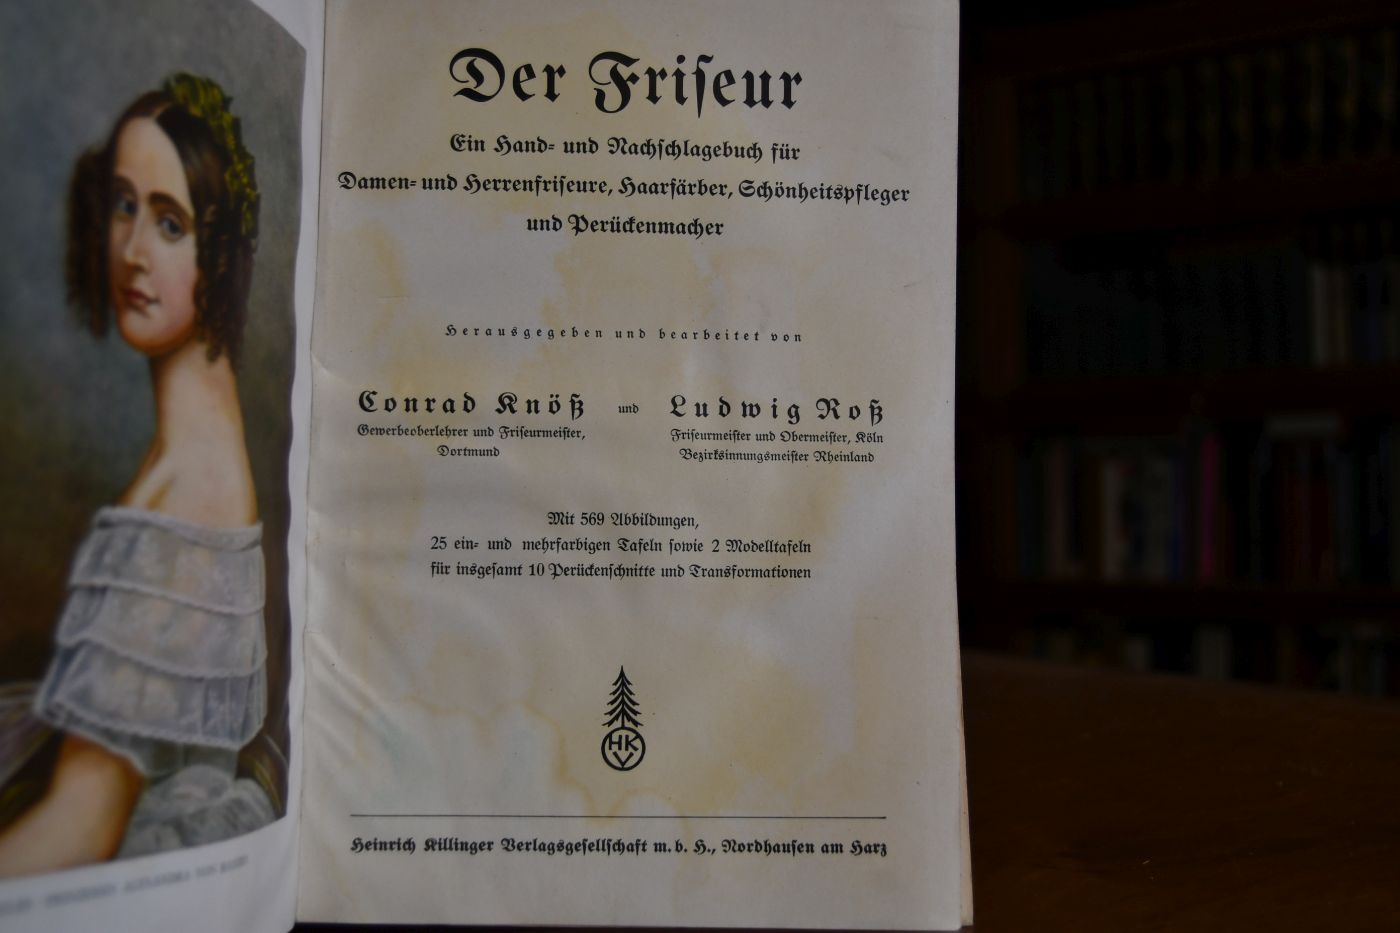 Der Friseur
Ein Hand- und Nachschlagebuch für
Damen- und Herrenfriseure, Haarfärber, Schönheitspfleger
und Perückenmacher
Herausgegeben und bearbeitet von
Conrad Knöß und Ludwig Roß
Gewerbeoberlehrer und Friseurmeister,
Dortmund
Friseurmeister und Obermeister, Köln
Bezirksinnungsmeister Rheinland
Mit 569 Abbildungen,
25 ein- und mehrfarbigen Tafeln sowie 2 Modelltafeln
für insgesamt 10 Perückenschnitte und Transformationen
HKV
Heinrich Killinger Verlagsgesellschaft m. b. H., Nordhausen am Harz